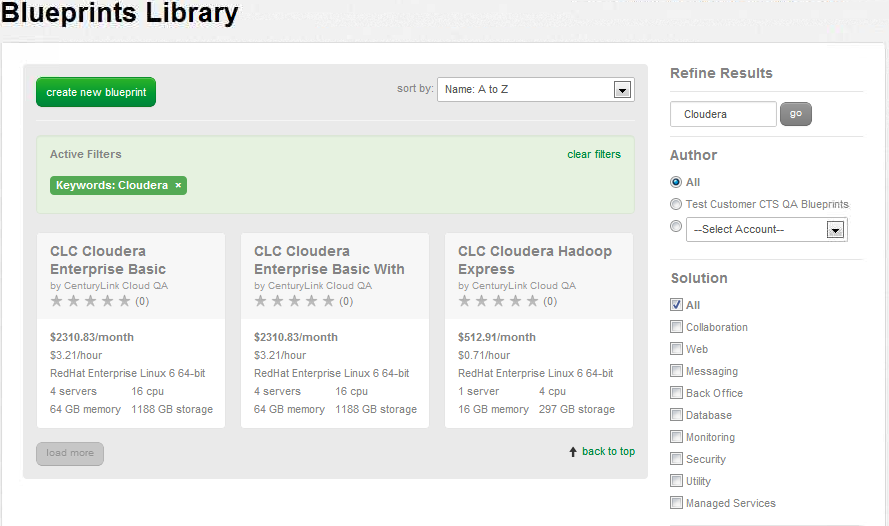 Blueprints Library
create new blueprint
sort by: Name: A to Z
Active Filters
clear filters
Keywords: Cloudera ×
CLC Cloudera
Enterprise Basic
by CenturyLink Cloud QA
(0)
$2310.83/month
$3.21/hour
RedHat Enterprise Linux 6 64-bit
4 servers 16 cpu
64 GB memory 1188 GB storage
CLC Cloudera
Enterprise Basic With
by CenturyLink Cloud QA
(0)
$2310.83/month
$3.21/hour
RedHat Enterprise Linux 6 64-bit
4 servers 16 cpu
64 GB memory 1188 GB storage
CLC Cloudera Hadoop
Express
by CenturyLink Cloud QA
(0)
$512.91/month
$0.71/hour
RedHat Enterprise Linux 6 64-bit
1 server 4 cpu
16 GB memory 297 GB storage
load more
back to top
Refine Results
Cloudera go
Author
All
Test Customer CTS QA Blueprints
--Select Account--
Solution
All
Collaboration
Web
Messaging
Back Office
Database
Monitoring
Security
Utility
Managed Services